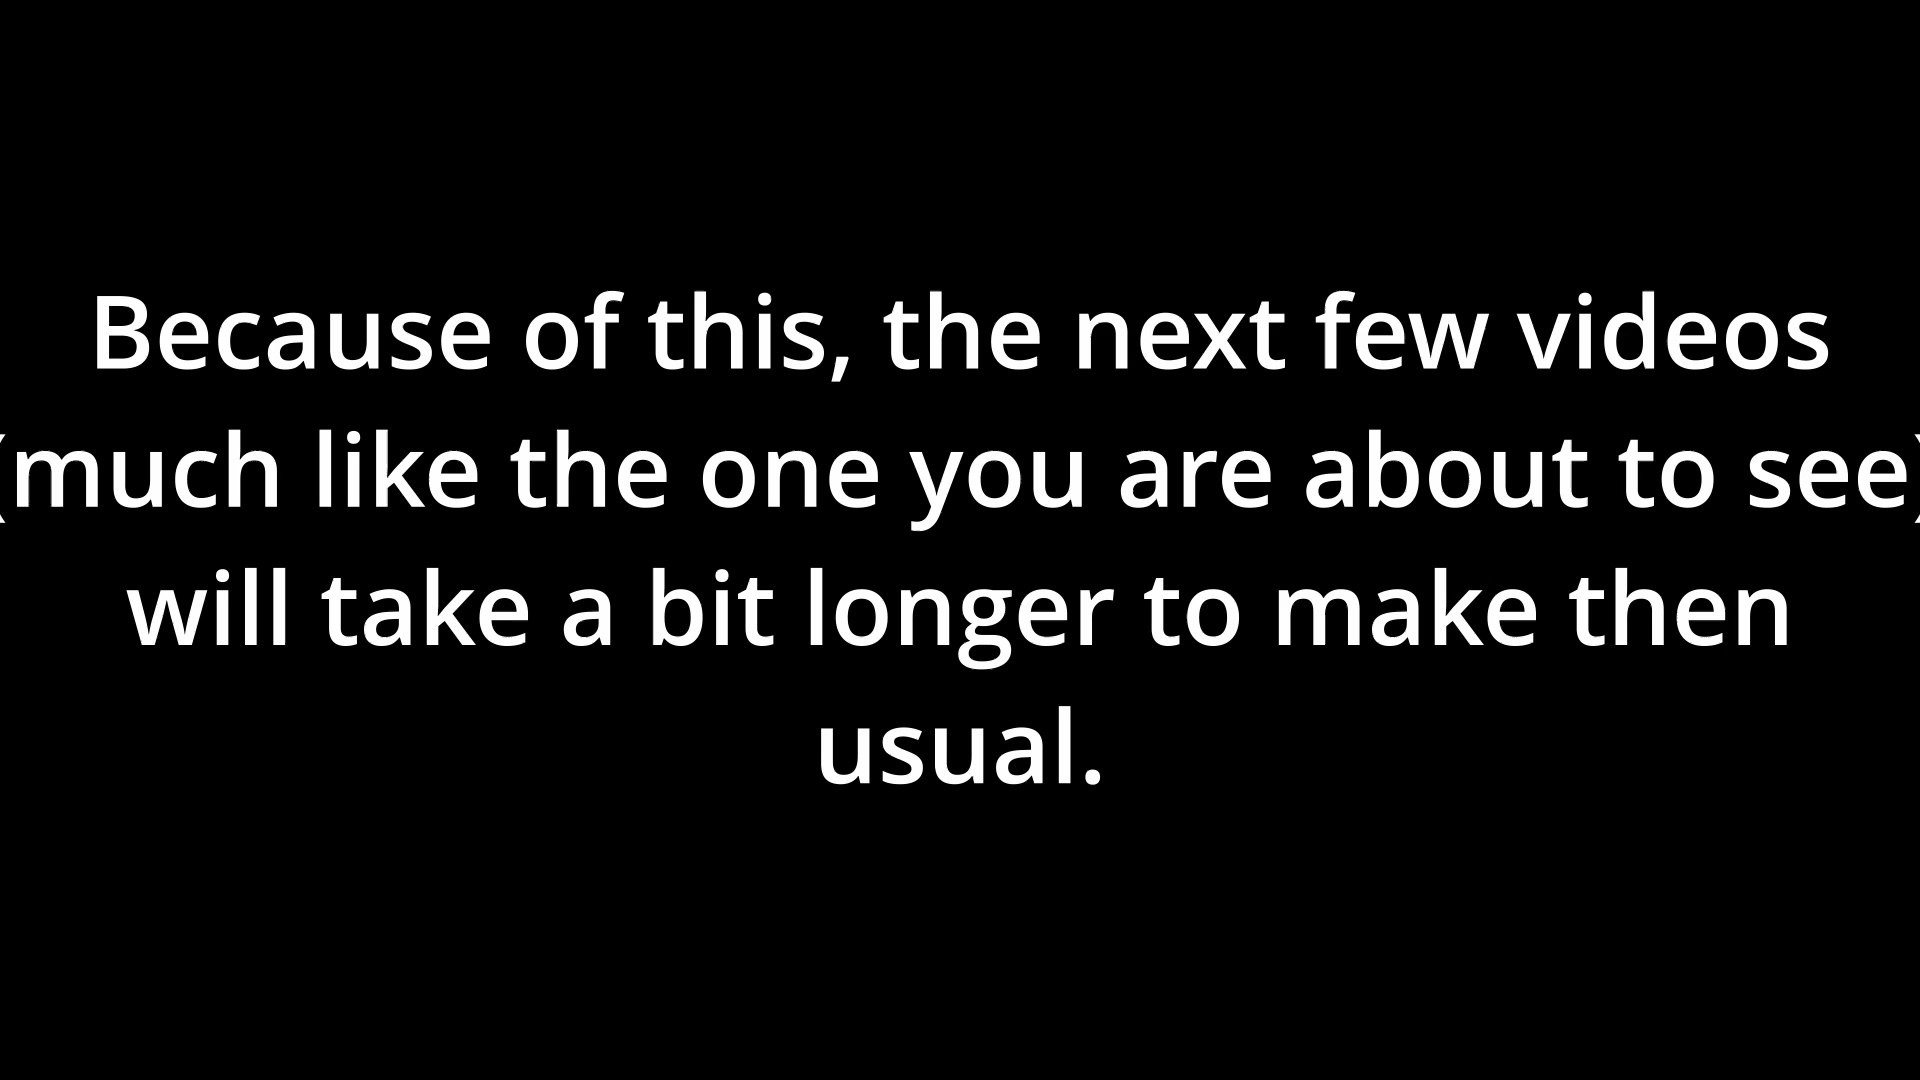 Because of this, the next few videos
(much like the one you are about to see)
will take a bit longer to make then
usual.